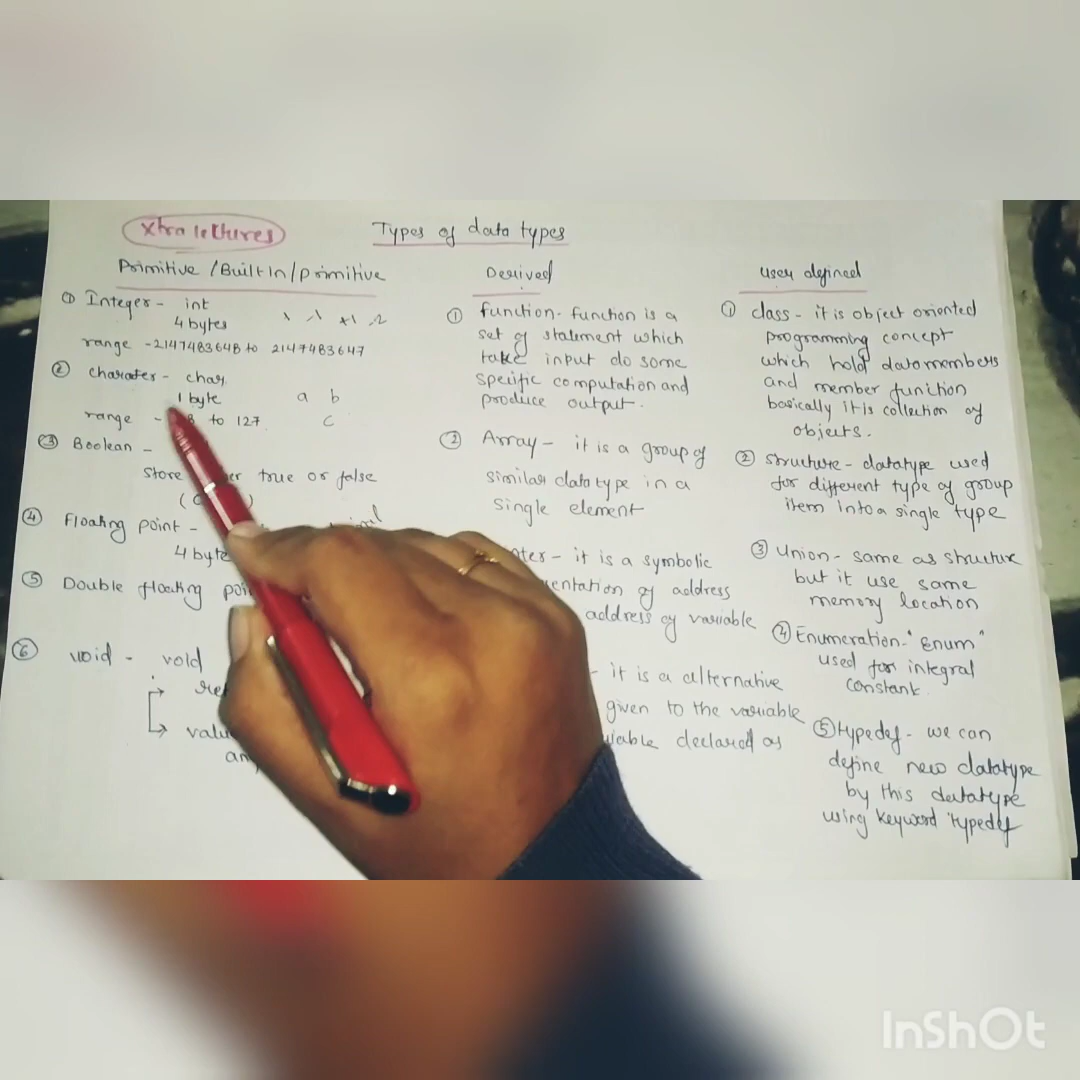 Xtra lectures
Types of data types
Primitive / Built In / primitive
① Integer - int
4 bytes
range -2147483648 to 2147483647
② charater - char
1 byte a b
range - 8 to 127 c
③ Boolean -
Store er true or false
④ Floating point -
4 byte
⑤ Double floating
⑥ void - void
Derived
① function - function is a
set of statement which
take input do some
specific computation and
produce output.
② Array - it is a group of
similar data type in a
single element
- it is a symbolic
of address
address of variable
- it is a alternative
given to the variable
declared as
User defined
① class - it is object oriented
programming concept
which hold datamembers
and member function
basically it is collection of
objects.
② structure - datatype used
for different type of group
item into a single type
③ Union - same as structure
but it use same
memory location
④ Enumeration - "enum"
used for integral
constant.
⑤ typedef - we can
define new datatype
by this datatype
using keyword 'typedef
InShOt